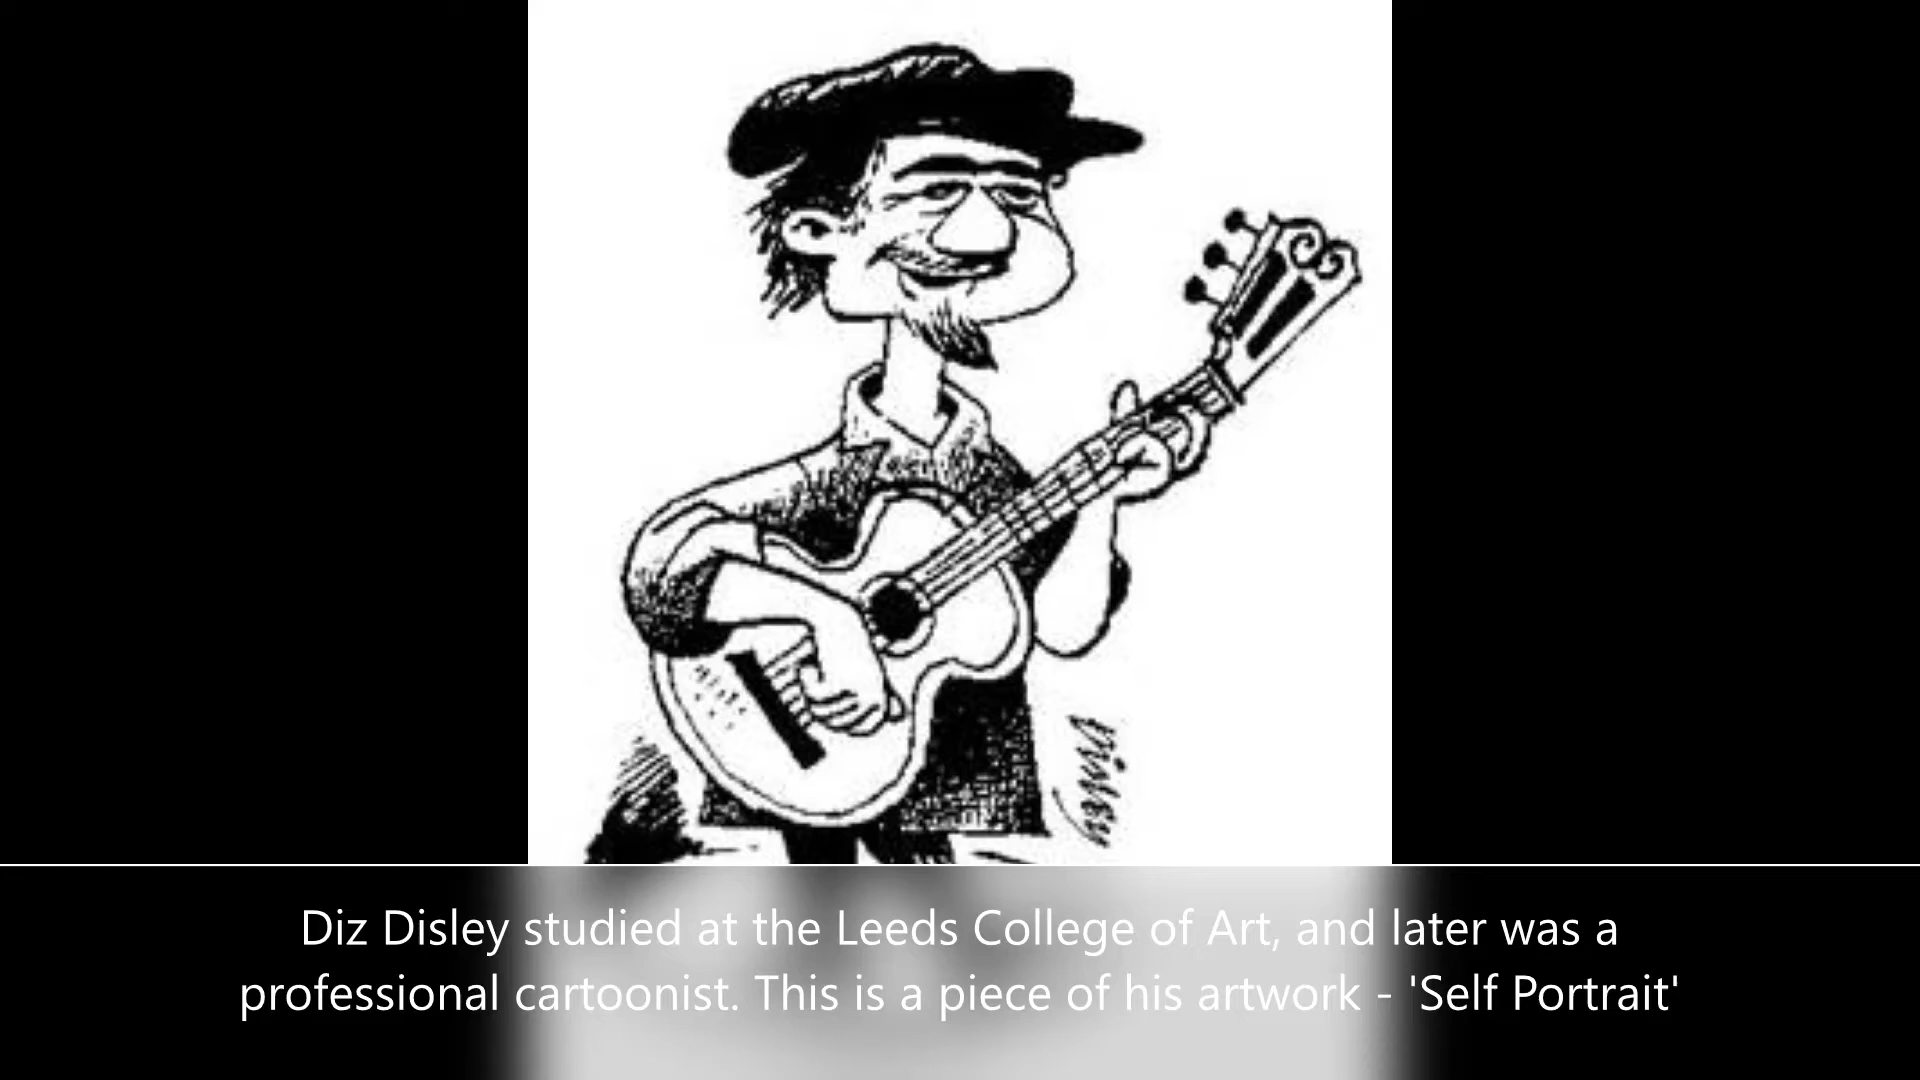 Disley
Diz Disley studied at the Leeds College of Art, and later was a
professional cartoonist. This is a piece of his artwork - 'Self Portrait'